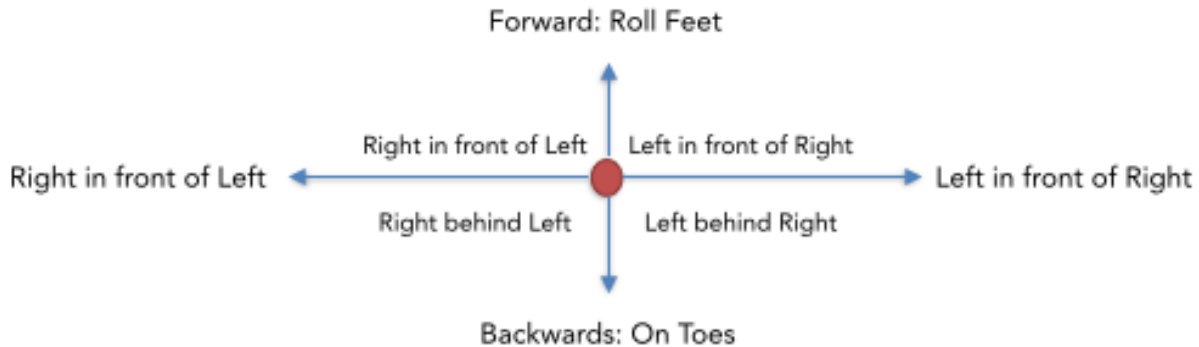 Forward: Roll Feet
Right in front of Left
Left in front of Right
Right in front of Left
Left in front of Right
Right behind Left
Left behind Right
Backwards: On Toes